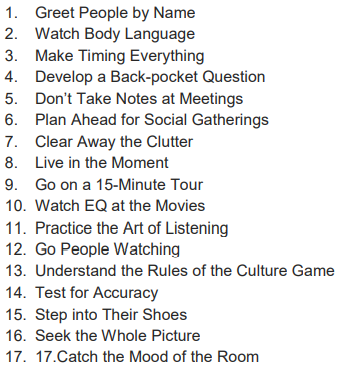 1. Greet People by Name
2. Watch Body Language
3. Make Timing Everything
4. Develop a Back-pocket Question
5. Don't Take Notes at Meetings
6. Plan Ahead for Social Gatherings
7. Clear Away the Clutter
8. Live in the Moment
9. Go on a 15-Minute Tour
10. Watch EQ at the Movies
11. Practice the Art of Listening
12. Go People Watching
13. Understand the Rules of the Culture Game
14. Test for Accuracy
15. Step into Their Shoes
16. Seek the Whole Picture
17. 17.Catch the Mood of the Room